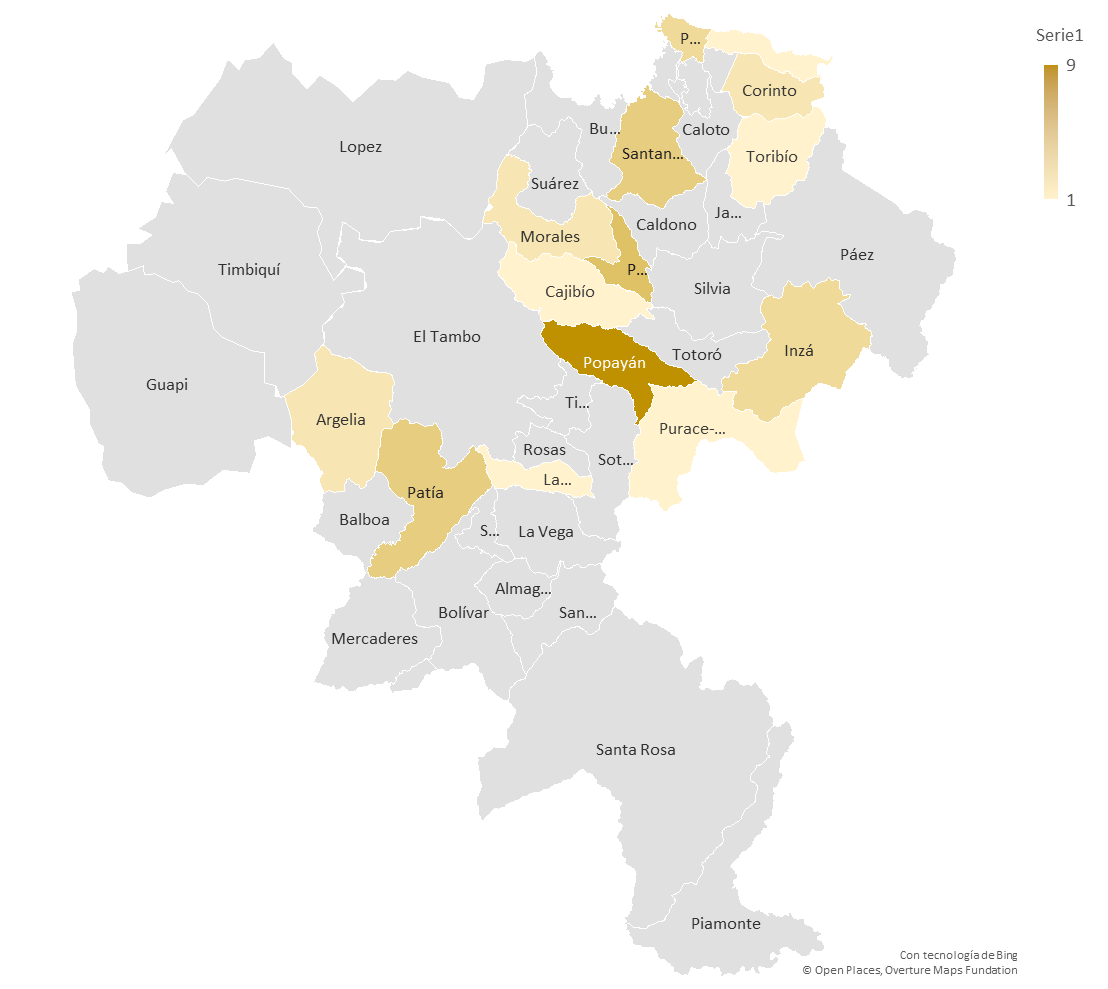 Serie1
9
1
P...
Corinto
Bu...
Caloto
Lopez
Santan...
Toribío
Suárez
Ja...
Caldono
Morales
Páez
Timbiquí
P...
Silvia
Cajibío
El Tambo
Inzá
Totoró
Popayán
Guapi
Ti...
Argelia
Purace-...
Rosas
Sot...
La...
Patía
Balboa
S...
La Vega
Almag...
Bolívar
San...
Mercaderes
Santa Rosa
Piamonte
Con tecnología de Bing
© Open Places, Overture Maps Fundation